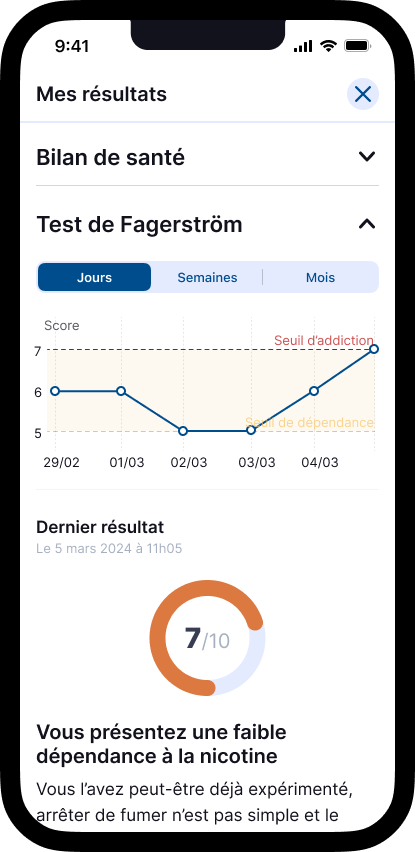 9:41
Mes résultats
Bilan de santé
Test de Fagerström
Jours Semaines Mois
Score
Seuil d'addiction
7
6
Seuil de dépendance
5
29/02 01/03 02/03 03/03 04/03
Dernier résultat
Le 5 mars 2024 à 11h05
7/10
Vous présentez une faible
dépendance à la nicotine
Vous l'avez peut-être déjà expérimenté,
arrêter de fumer n'est pas simple et le